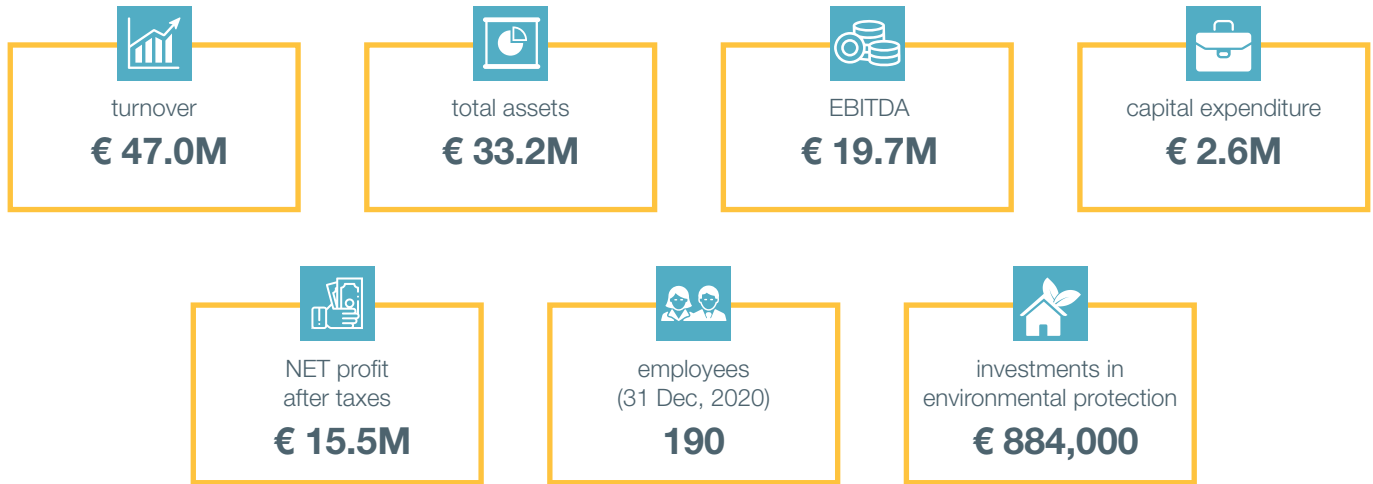 turnover
€ 47.0M
total assets
€ 33.2M
EBITDA
€ 19.7M
capital expenditure
€ 2.6M
NET profit
after taxes
€ 15.5M
employees
(31 Dec, 2020)
190
investments in
environmental protection
€ 884,000